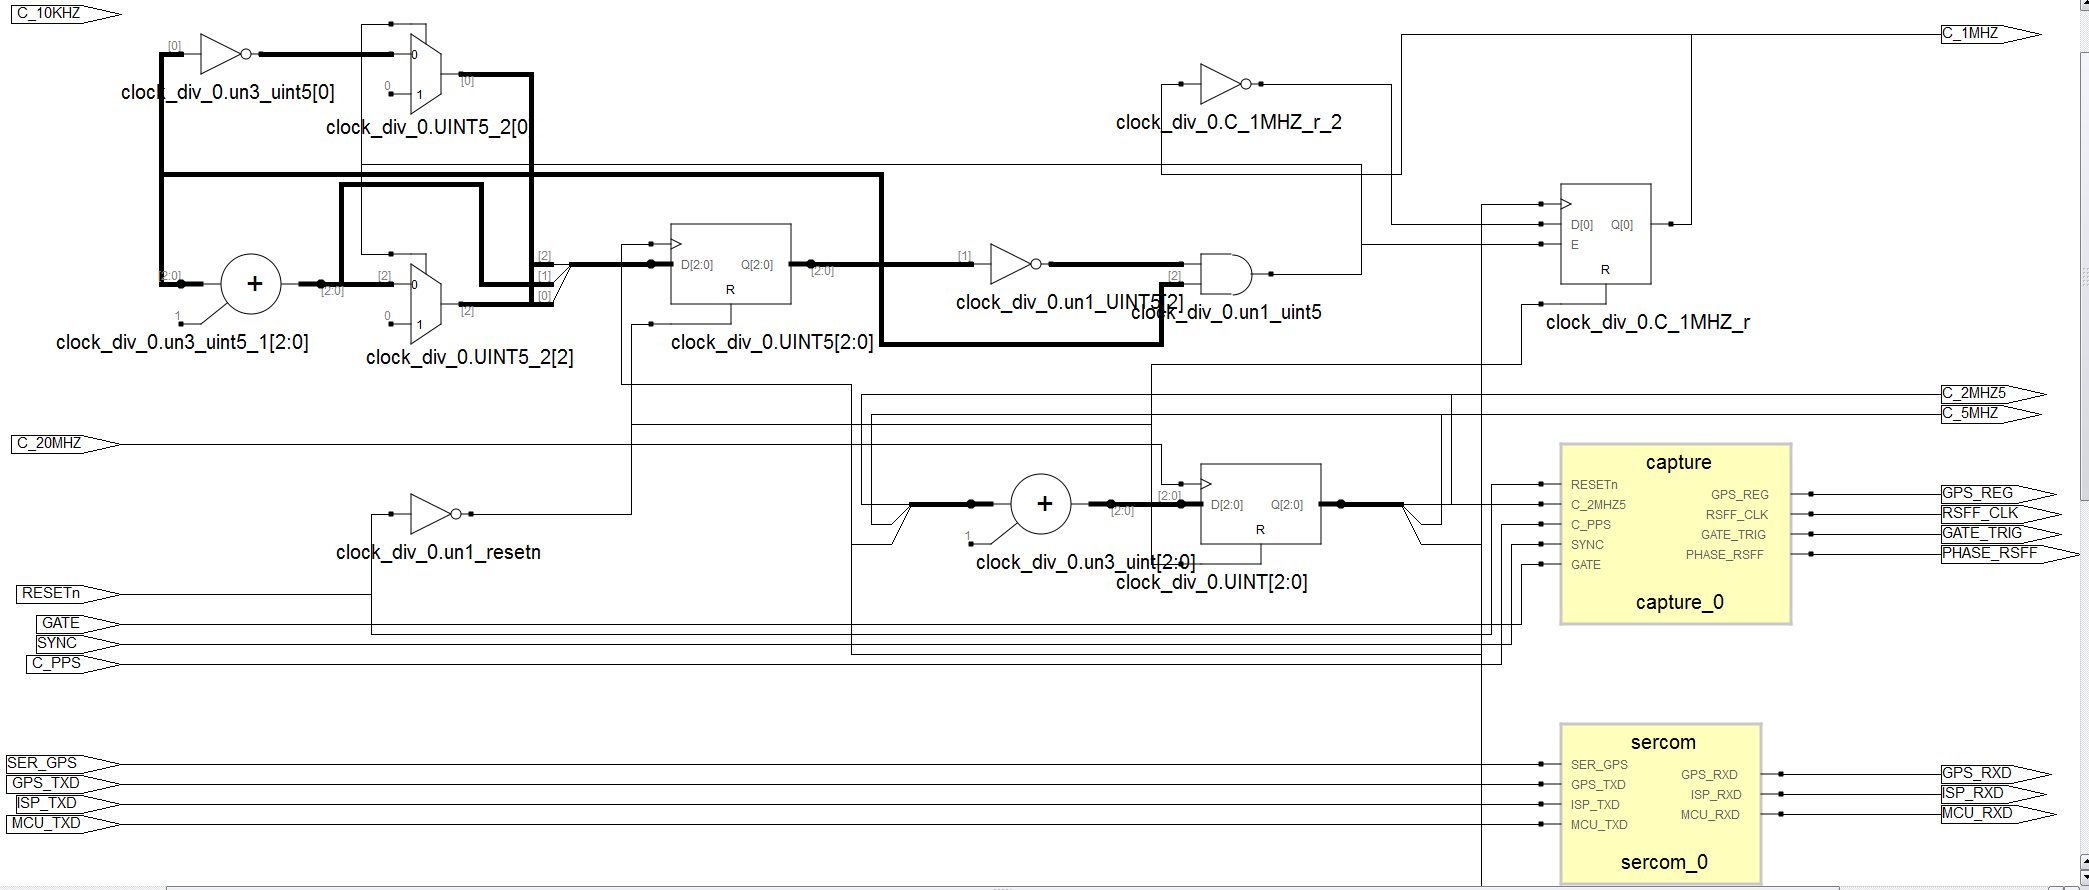 C_10KHZ
C_1MHZ
[0]
0
[0]
0
1
clock_div_0.un3_uint5[0]
clock_div_0.UINT5_2[0
clock_div_0.C_1MHZ_r_2
D[0]
Q[0]
E
R
clock_div_0.C_1MHZ_r
[2:0]
+
[2:0]
1
clock_div_0.un3_uint5_1[2:0]
[2]
0
[2]
0
1
clock_div_0.UINT5_2[2]
[2]
[1]
[0]
D[2:0]
Q[2:0]
R
[2:0]
clock_div_0.UINT5[2:0]
[1]
clock_div_0.un1_UINT5[2]
[2]
clock_div_0.un1_uint5
C_2MHZ5
C_5MHZ
C_20MHZ
clock_div_0.un1_resetn
+
[2:0]
1
clock_div_0.un3_uint[2:0]
[2:0]
D[2:0]
Q[2:0]
R
clock_div_0.UINT[2:0]
capture
RESETn
C_2MHZ5
C_PPS
SYNC
GATE
GPS_REG
RSFF_CLK
GATE_TRIG
PHASE_RSFF
capture_0
GPS_REG
RSFF_CLK
GATE_TRIG
PHASE_RSFF
RESETn
GATE
SYNC
C_PPS
SER_GPS
GPS_TXD
ISP_TXD
MCU_TXD
sercom
SER_GPS
GPS_TXD
ISP_TXD
MCU_TXD
GPS_RXD
ISP_RXD
MCU_RXD
sercom_0
GPS_RXD
ISP_RXD
MCU_RXD